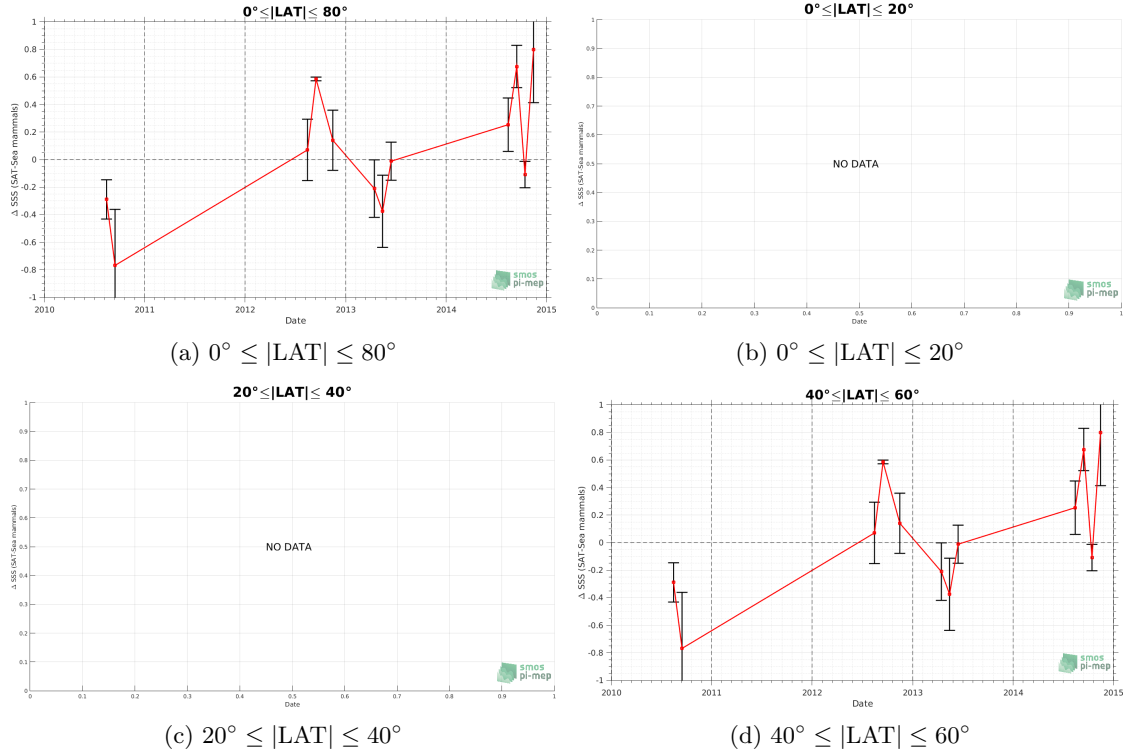 0°≤|LAT|≤ 80°
1
0.8
0.6
0.4
0.2
0
-0.2
-0.4
-0.6
-0.8
-1
Δ SSS (SAT-Sea mammals)
2010 2011 2012 2013 2014 2015
Date
smos
pi-mep
(a) 0° ≤ |LAT| ≤ 80°
0°≤|LAT|≤ 20°
1
0.9
0.8
0.7
0.6
0.5
0.4
0.3
0.2
0.1
0
Δ SSS (SAT-Sea mammals)
NO DATA
0 0.1 0.2 0.3 0.4 0.5 0.6 0.7 0.8 0.9 1
Date
smos
pi-mep
(b) 0° ≤ |LAT| ≤ 20°
20°≤|LAT|≤ 40°
1
0.9
0.8
0.7
0.6
0.5
0.4
0.3
0.2
0.1
0
Δ SSS (SAT-Sea mammals)
NO DATA
0 0.1 0.2 0.3 0.4 0.5 0.6 0.7 0.8 0.9 1
Date
smos
pi-mep
(c) 20° ≤ |LAT| ≤ 40°
40°≤|LAT|≤ 60°
1
0.8
0.6
0.4
0.2
0
-0.2
-0.4
-0.6
-0.8
-1
Δ SSS (SAT-Sea mammals)
2010 2011 2012 2013 2014 2015
Date
smos
pi-mep
(d) 40° ≤ |LAT| ≤ 60°